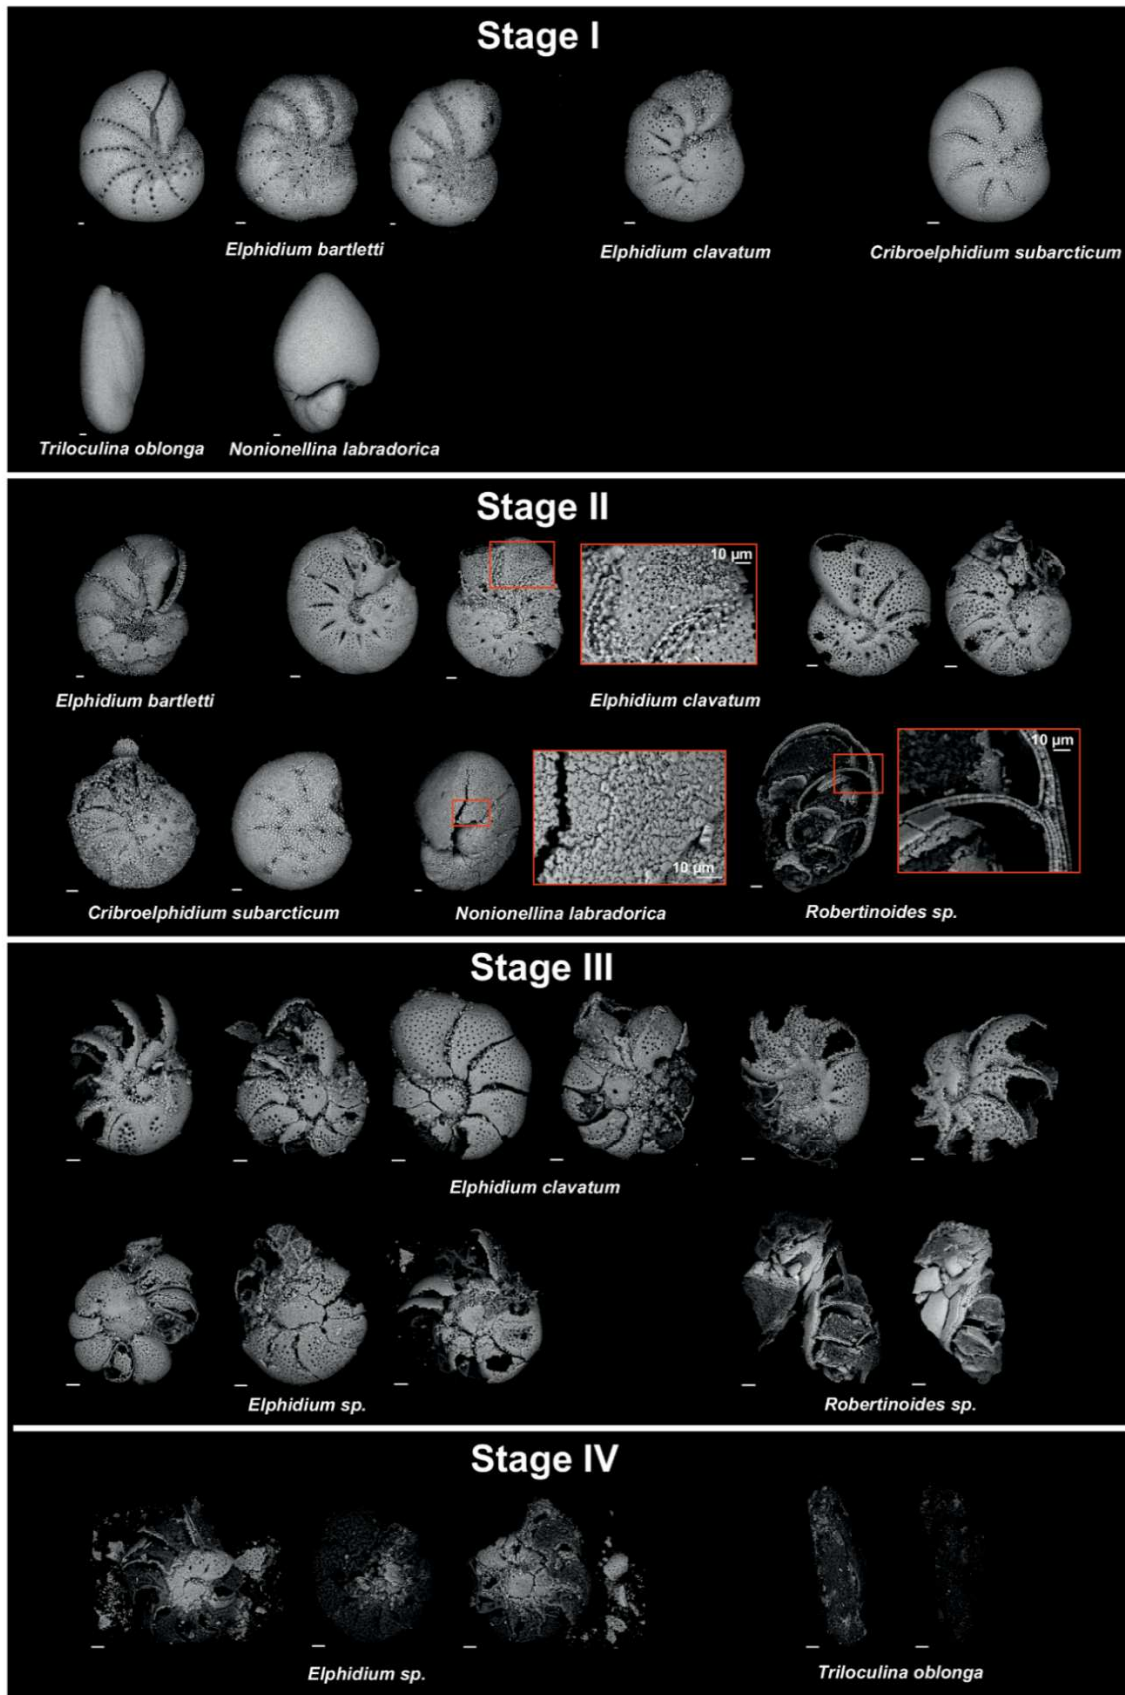 Stage I
Elphidium bartletti
Elphidium clavatum
Cribroelphidium subarcticum
Triloculina oblonga
Nonionellina labradorica
Stage II
10 µm
Elphidium bartletti
Elphidium clavatum
10 µm
10 µm
Cribroelphidium subarcticum
Nonionellina labradorica
Robertinoides sp.
Stage III
Elphidium clavatum
Elphidium sp.
Robertinoides sp.
Stage IV
Elphidium sp.
Triloculina oblonga